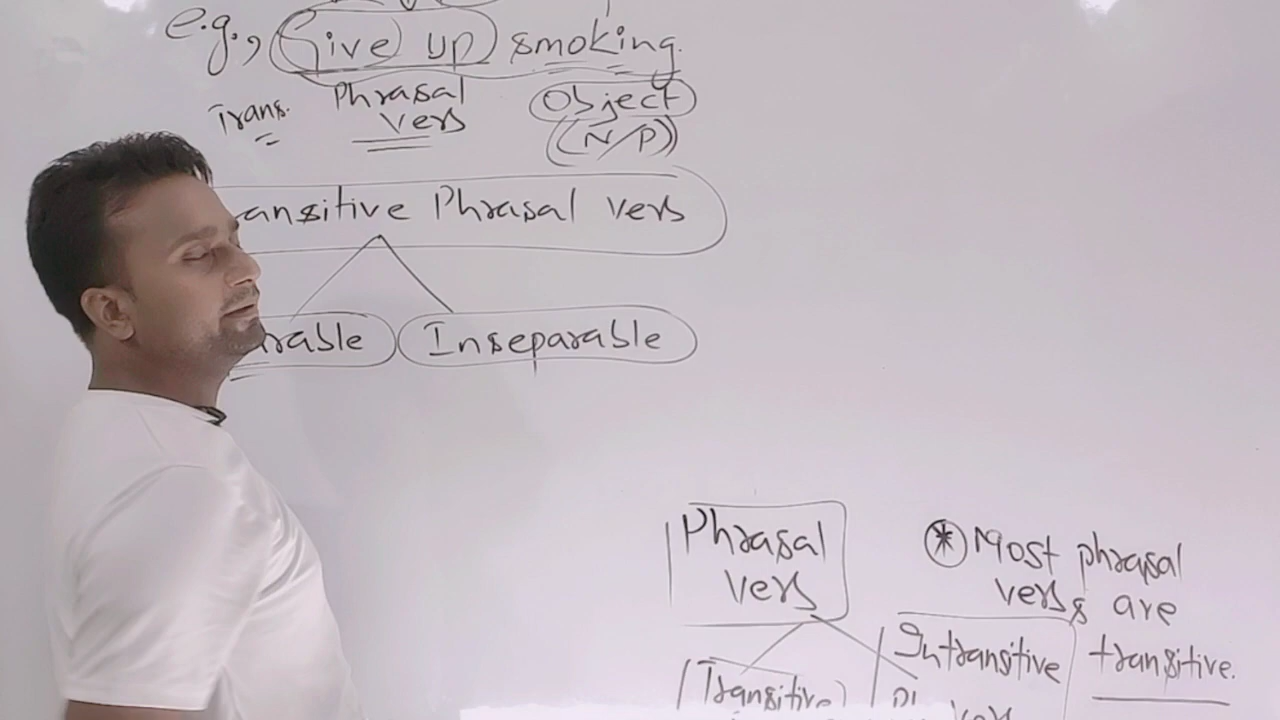 e.g., Give up smoking.
Trans. Phrasal verb Object
(N/P)
ansitive Phrasal verb
rable Inseparable
Phrasal
verb
* Most phrasal
verbs are
transitive.
Intransitive
Transitive